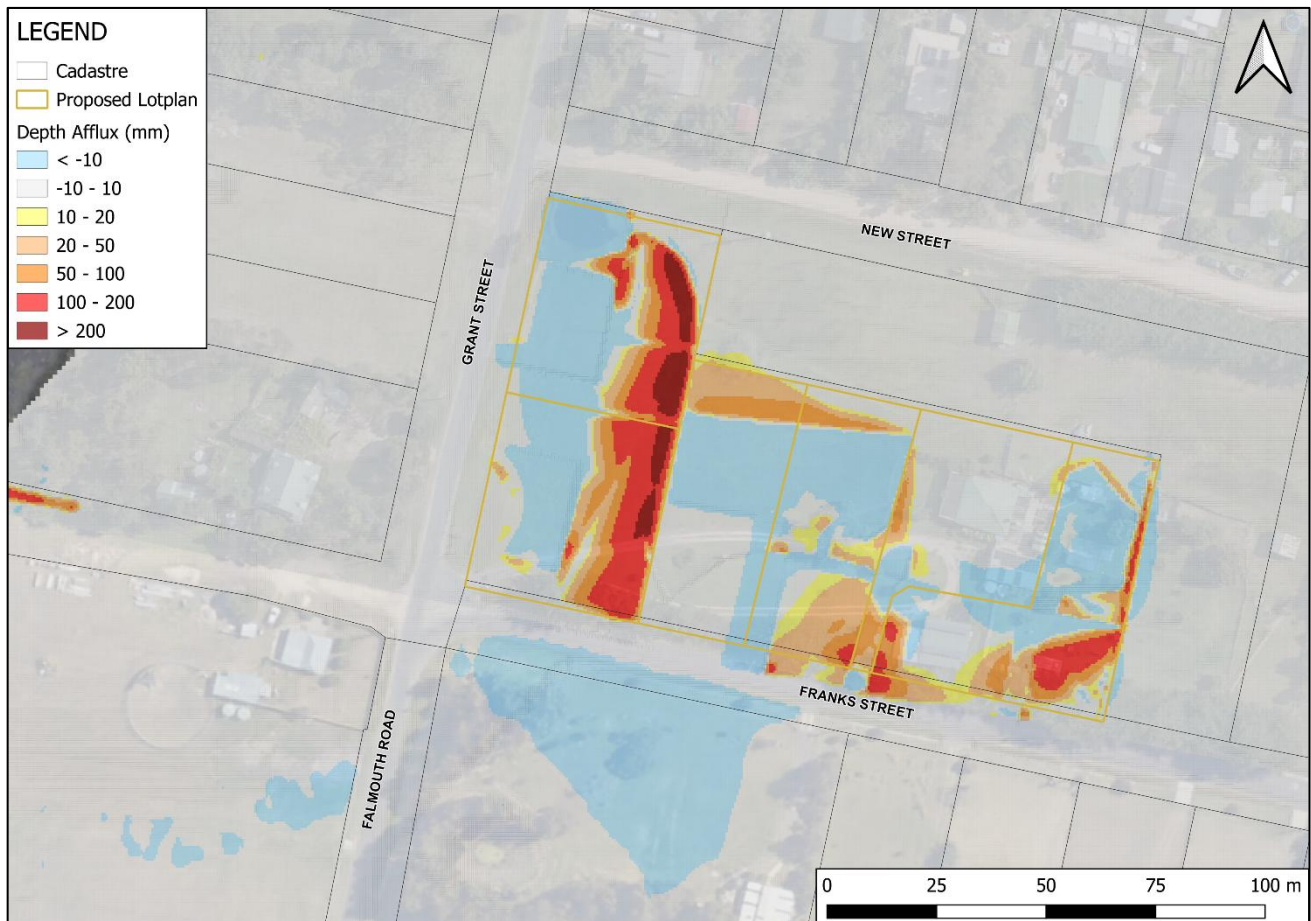 LEGEND
Cadastre
Proposed Lotplan
Depth Afflux (mm)
< -10
-10 - 10
10 - 20
20 - 50
50 - 100
100 - 200
> 200
NEW STREET
GRANT STREET
FRANKS STREET
FALMOUTH ROAD
0 25 50 75 100 m